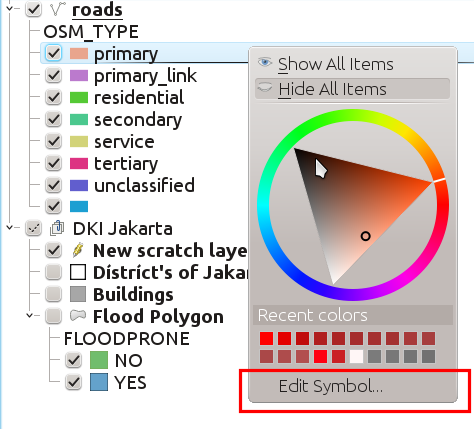 roads
OSM_TYPE
primary
primary_link
residential
secondary
service
tertiary
unclassified
DKI Jakarta
New scratch laye
District's of Jaka
Buildings
Flood Polygon
FLOODPRONE
NO
YES
Show All Items
Hide All Items
Recent colors
Edit Symbol...